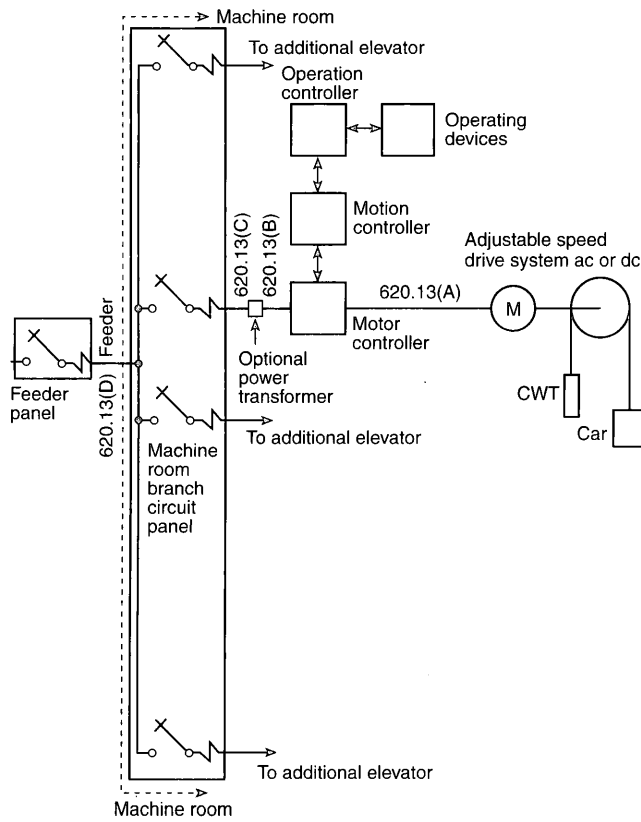 Machine room
To additional elevator
Operation
controller
Operating
devices
Motion
controller
620.13(C)
620.13(B)
Adjustable speed
drive system ac or dc
620.13(A)
M
Motor
controller
Optional
power
transformer
Feeder
620.13(D)
Feeder
panel
CWT
Car
To additional elevator
Machine
room
branch
circuit
panel
To additional elevator
Machine room